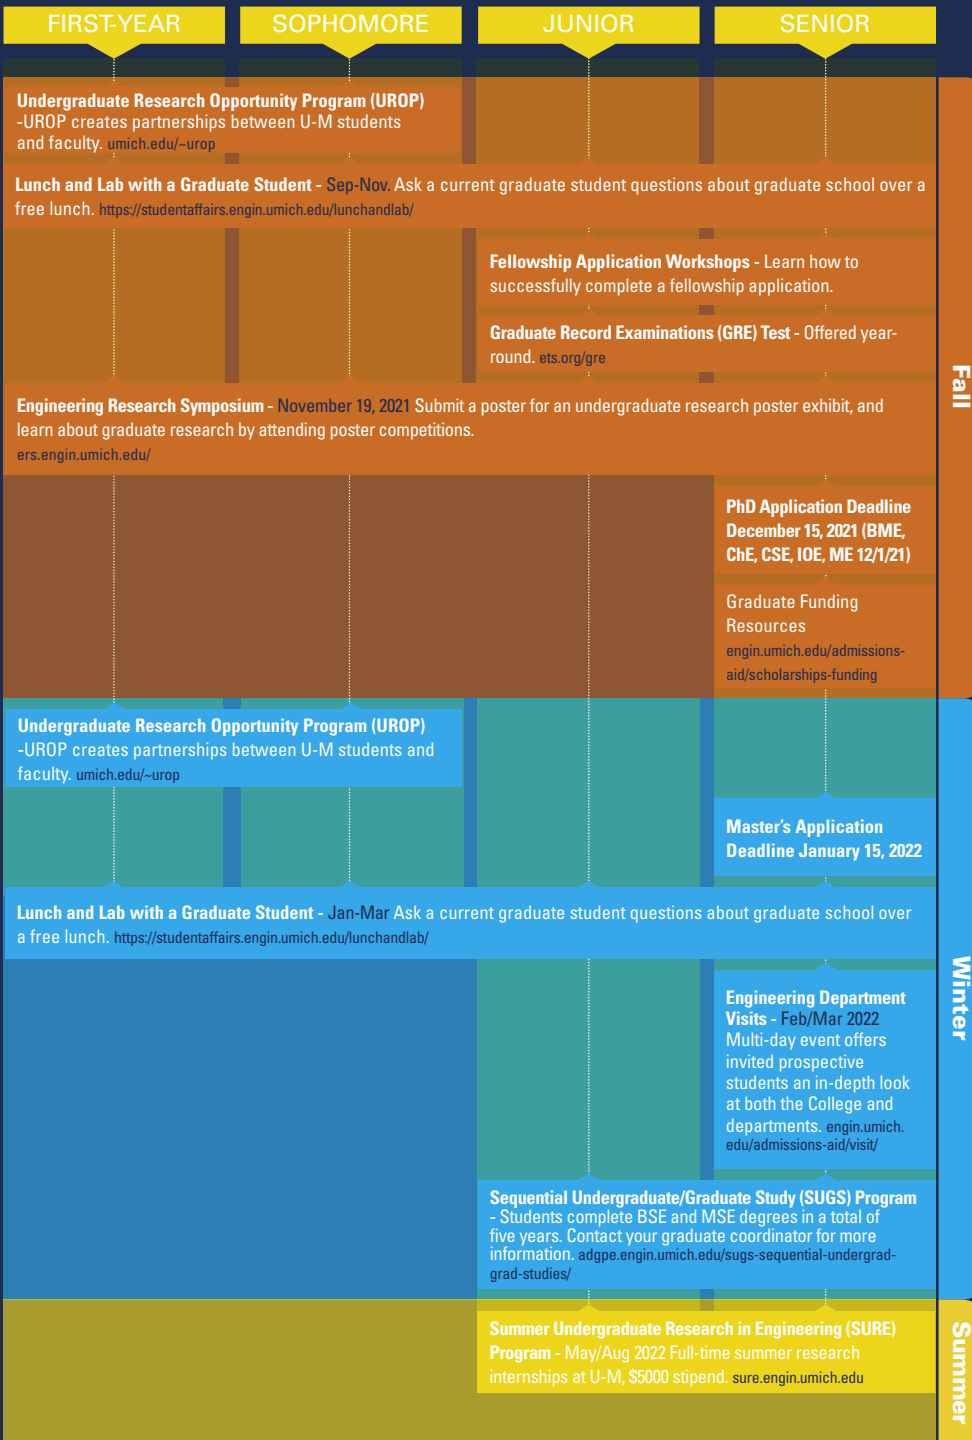 FIRST-YEAR
SOPHOMORE
JUNIOR
SENIOR
Undergraduate Research Opportunity Program (UROP)
-UROP creates partnerships between U-M students
and faculty. umich.edu/~urop
Lunch and Lab with a Graduate Student - Sep-Nov. Ask a current graduate student questions about graduate school over a
free lunch. https://studentaffairs.engin.umich.edu/lunchandlab/
Fellowship Application Workshops - Learn how to
successfully complete a fellowship application.
Graduate Record Examinations (GRE) Test - Offered year-
round. ets.org/gre
Engineering Research Symposium - November 19, 2021 Submit a poster for an undergraduate research poster exhibit, and
learn about graduate research by attending poster competitions.
ers.engin.umich.edu/
PhD Application Deadline
December 15, 2021 (BME,
ChE, CSE, IOE, ME 12/1/21)
Graduate Funding
Resources
engin.umich.edu/admissions-
aid/scholarships-funding
Fall
Undergraduate Research Opportunity Program (UROP)
-UROP creates partnerships between U-M students and
faculty. umich.edu/~urop
Master's Application
Deadline January 15, 2022
Lunch and Lab with a Graduate Student - Jan-Mar Ask a current graduate student questions about graduate school over
a free lunch. https://studentaffairs.engin.umich.edu/lunchandlab/
Engineering Department
Visits - Feb/Mar 2022
Multi-day event offers
invited prospective
students an in-depth look
at both the College and
departments. engin.umich.
edu/admissions-aid/visit/
Sequential Undergraduate/Graduate Study (SUGS) Program
- Students complete BSE and MSE degrees in a total of
five years. Contact your graduate coordinator for more
information. adgpe.engin.umich.edu/sugs-sequential-undergrad-
grad-studies/
Winter
Summer Undergraduate Research in Engineering (SURE)
Program - May/Aug 2022 Full-time summer research
internships at U-M, $5000 stipend. sure.engin.umich.edu
Summer